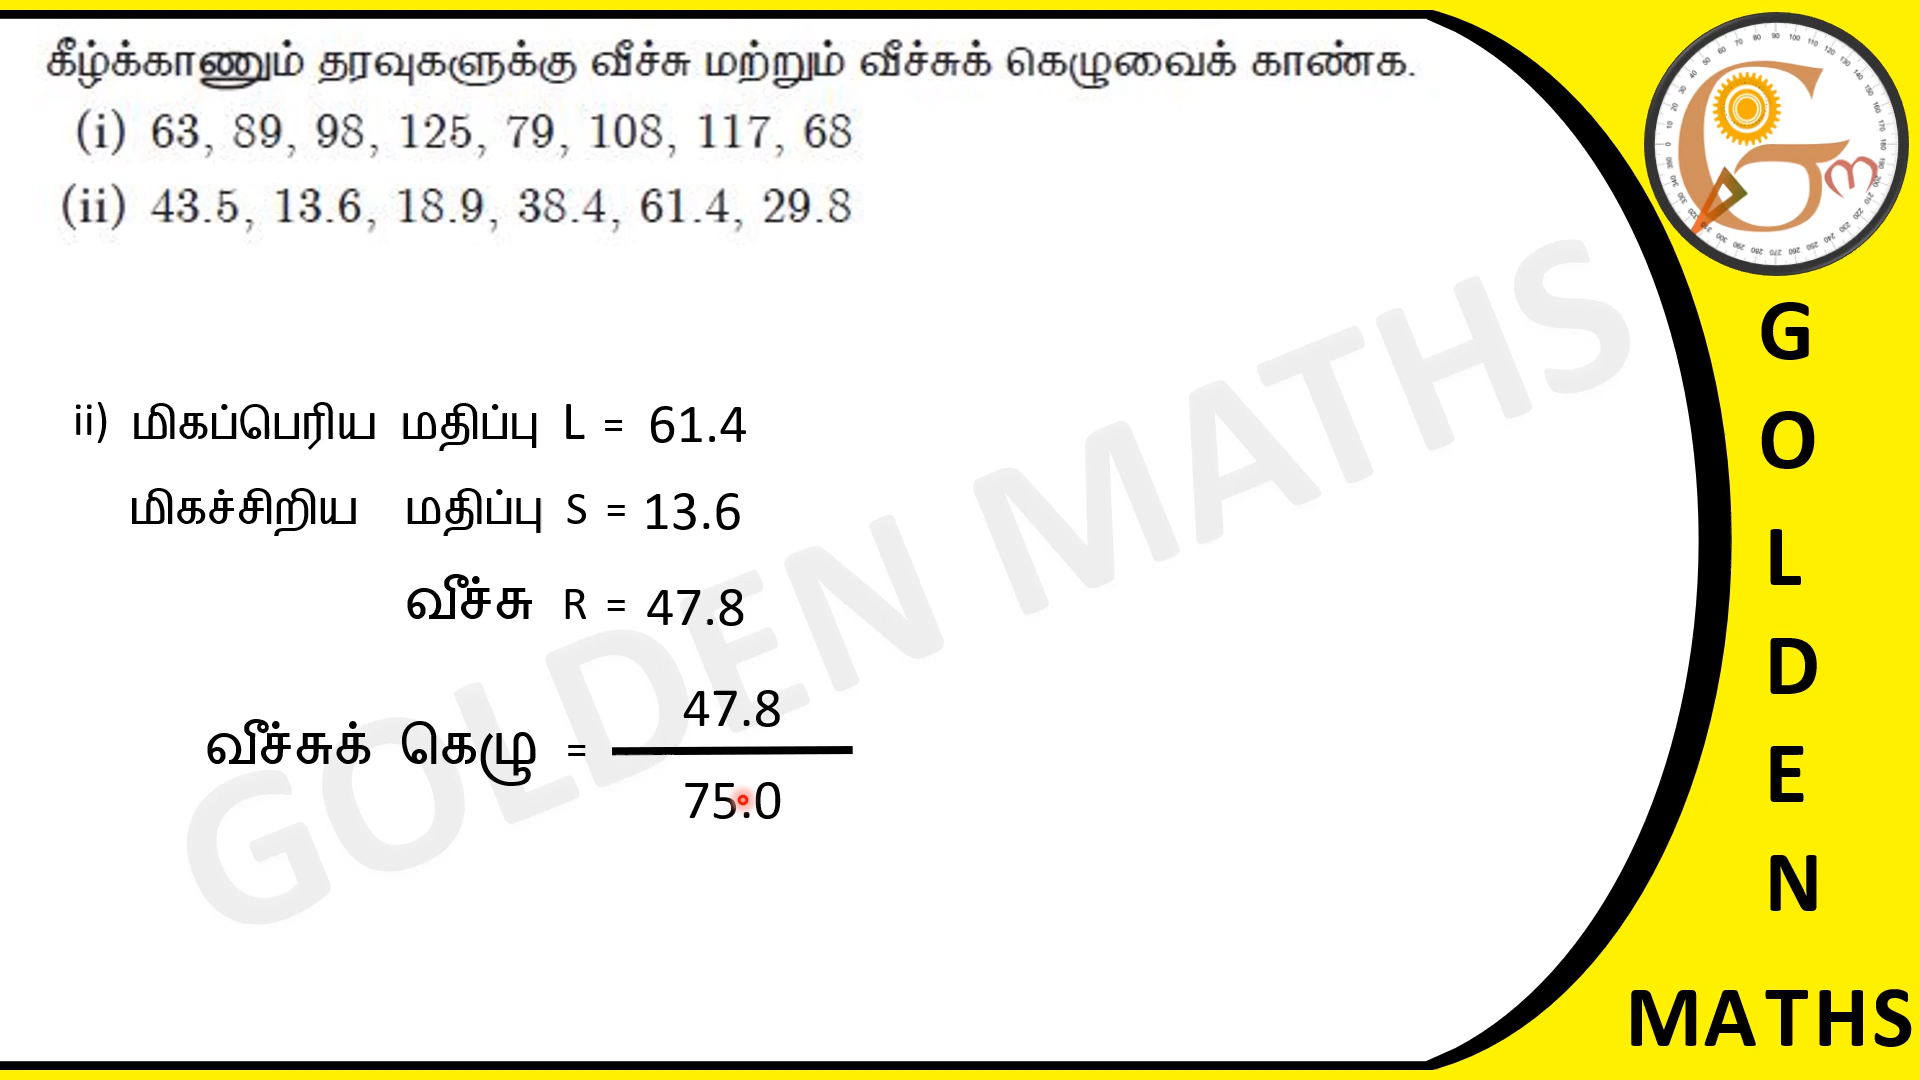 கீழ்க்காணும் தரவுகளுக்கு வீச்சு மற்றும் வீச்சுக் கெழுவைக் காண்க.
(i) 63, 89, 98, 125, 79, 108, 117, 68
(ii) 43.5, 13.6, 18.9, 38.4, 61.4, 29.8
ii) மிகப்பெரிய மதிப்பு L = 61.4
மிகச்சிறிய மதிப்பு S = 13.6
வீச்சு R = 47.8
வீச்சுக் கெழு = 47.8
75.0
GOLDEN MATHS
G m
G
O
L
D
E
N
MATHS